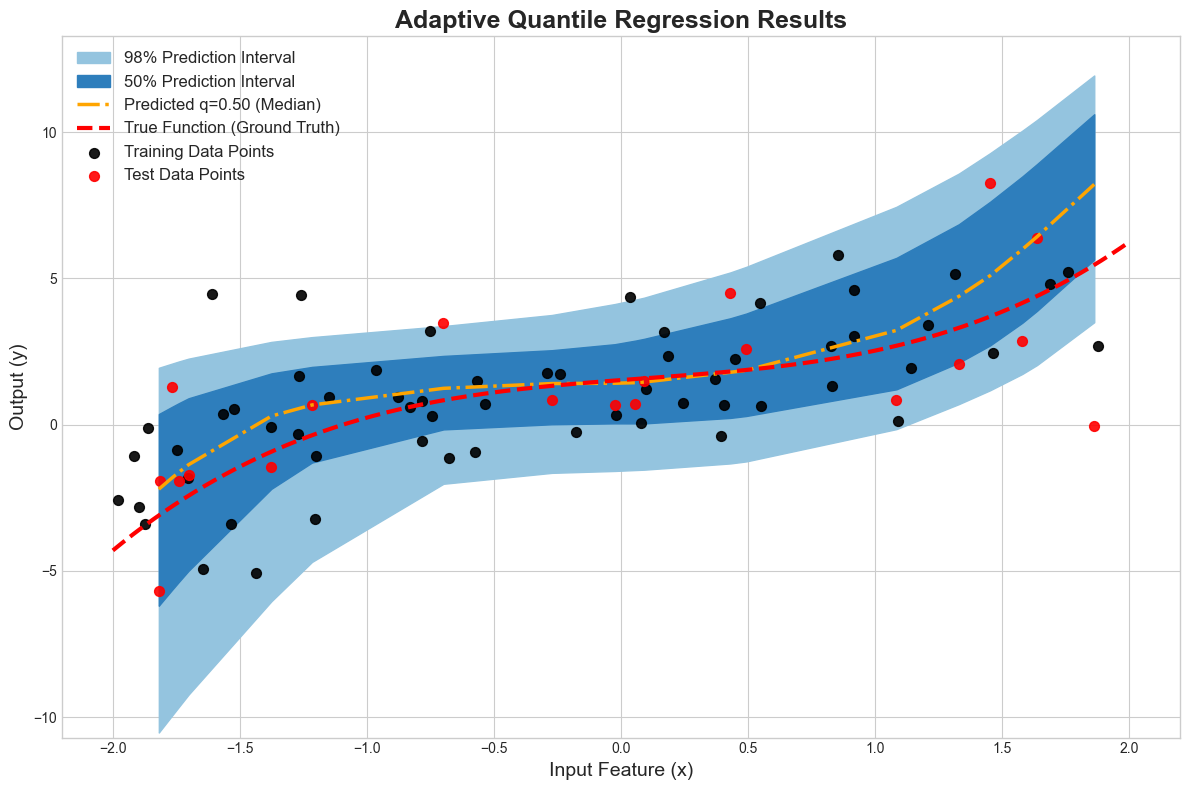 Adaptive Quantile Regression Results
98% Prediction Interval
50% Prediction Interval
Predicted q=0.50 (Median)
True Function (Ground Truth)
Training Data Points
Test Data Points
Output (y)
10
5
0
−5
−10
−2.0 −1.5 −1.0 −0.5 0.0 0.5 1.0 1.5 2.0
Input Feature (x)